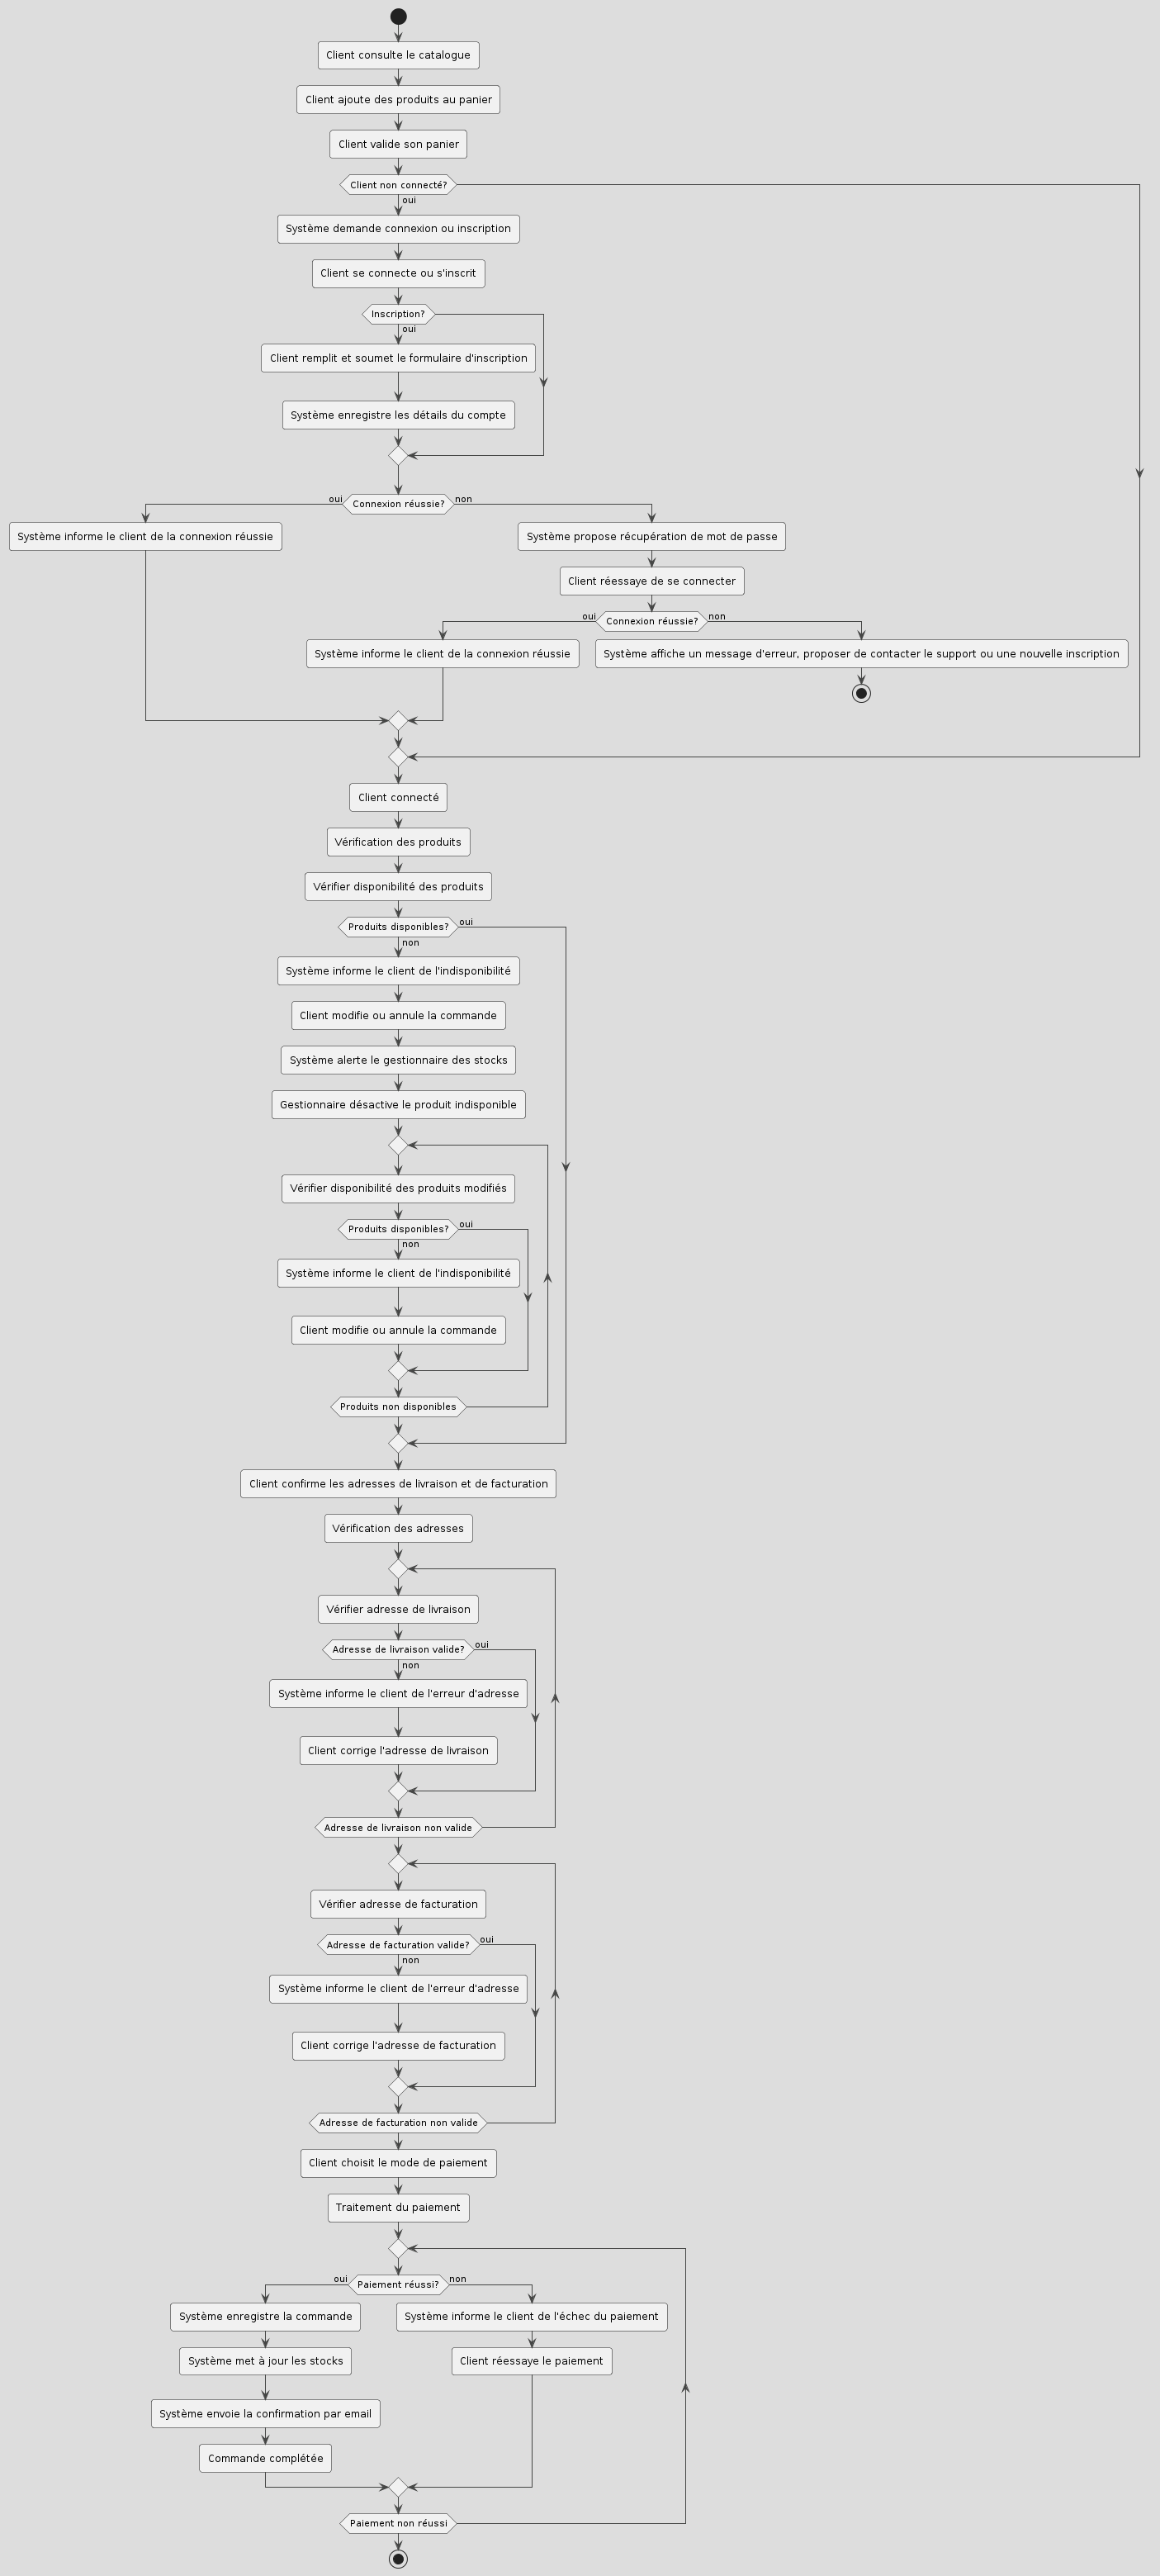 Client consulte le catalogue
Client ajoute des produits au panier
Client valide son panier
Client non connecté?
oui
Système demande connexion ou inscription
Client se connecte ou s'inscrit
Inscription?
oui
Client remplit et soumet le formulaire d'inscription
Système enregistre les détails du compte
oui
Connexion réussie?
non
Système informe le client de la connexion réussie
Système propose récupération de mot de passe
Client réessaye de se connecter
oui
Connexion réussie?
non
Système informe le client de la connexion réussie
Système affiche un message d'erreur, proposer de contacter le support ou une nouvelle inscription
Client connecté
Vérification des produits
Vérifier disponibilité des produits
Produits disponibles?
oui
non
Système informe le client de l'indisponibilité
Client modifie ou annule la commande
Système alerte le gestionnaire des stocks
Gestionnaire désactive le produit indisponible
Vérifier disponibilité des produits modifiés
Produits disponibles?
oui
non
Système informe le client de l'indisponibilité
Client modifie ou annule la commande
Produits non disponibles
Client confirme les adresses de livraison et de facturation
Vérification des adresses
Vérifier adresse de livraison
Adresse de livraison valide?
oui
non
Système informe le client de l'erreur d'adresse
Client corrige l'adresse de livraison
Adresse de livraison non valide
Vérifier adresse de facturation
Adresse de facturation valide?
oui
non
Système informe le client de l'erreur d'adresse
Client corrige l'adresse de facturation
Adresse de facturation non valide
Client choisit le mode de paiement
Traitement du paiement
oui
Paiement réussi?
non
Système enregistre la commande
Système informe le client de l'échec du paiement
Système met à jour les stocks
Client réessaye le paiement
Système envoie la confirmation par email
Commande complétée
Paiement non réussi